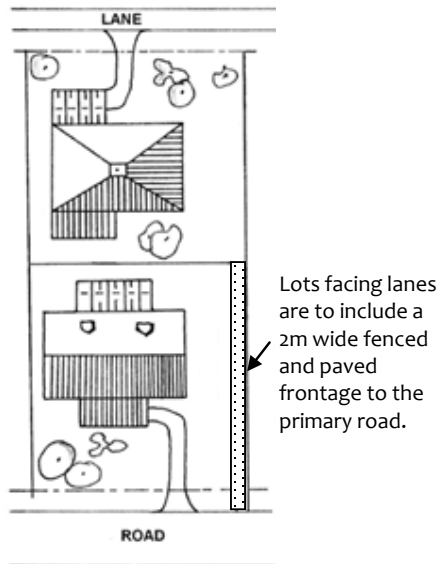 LANE
Lots facing lanes
are to include a
2m wide fenced
and paved
frontage to the
primary road.
ROAD